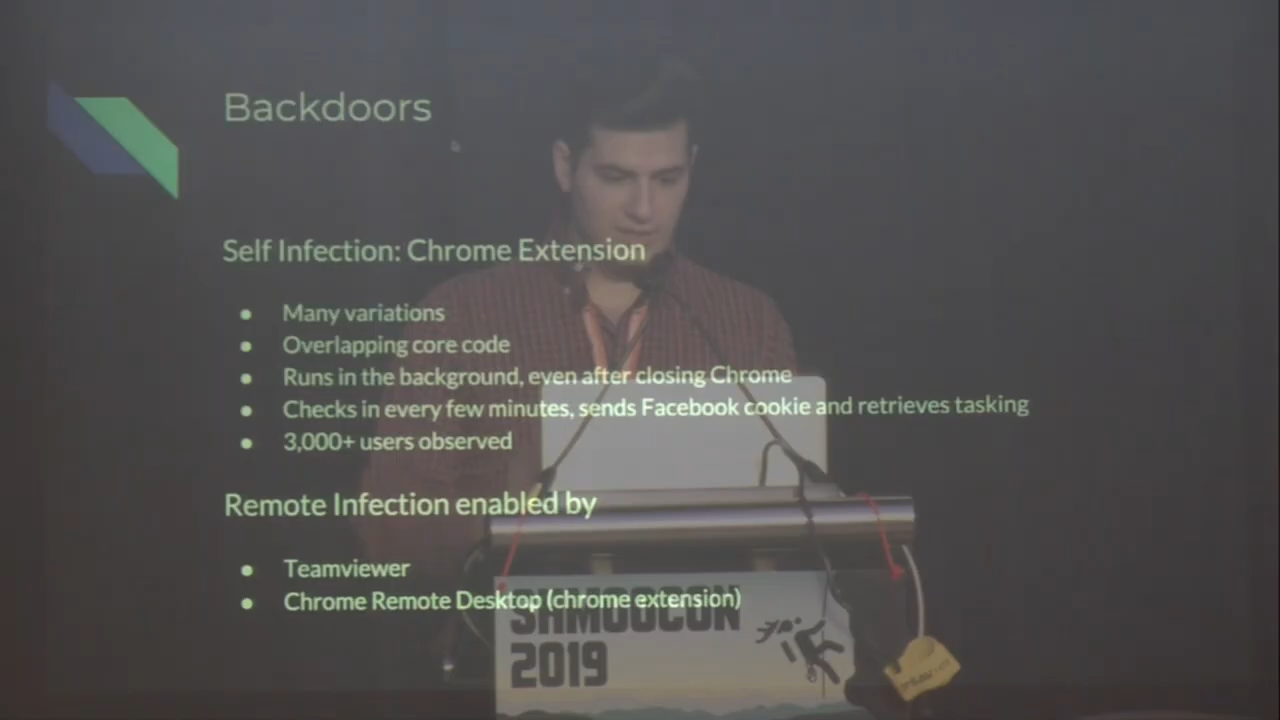 Backdoors
Self Infection: Chrome Extension
Many variations
Overlapping core code
Runs in the background, even after closing Chrome
Checks in every few minutes, sends Facebook cookie and retrieves tasking
3,000+ users observed
Remote Infection enabled by
Teamviewer
Chrome Remote Desktop (chrome extension)
SHMOOCON
2019